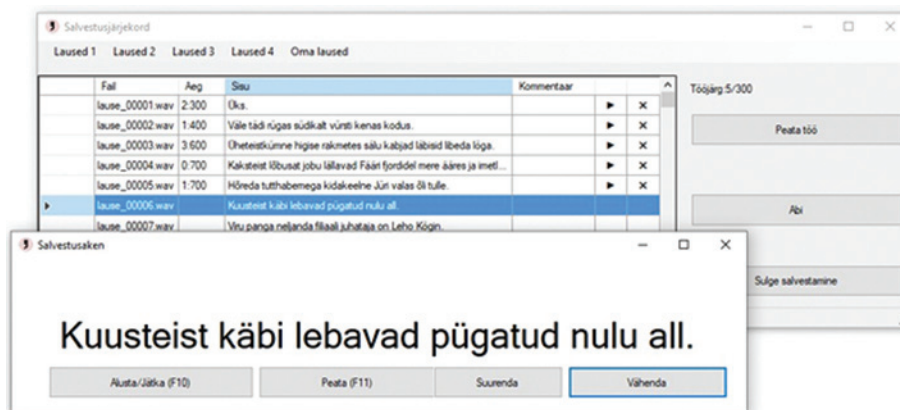 Salvestusjärjekord
Laused 1 Laused 2 Laused 3 Laused 4 Oma laused
Fail Aeg Sisu Kommentaar
lause_00001.wav 2:300 Üks.
lause_00002.wav 1:400 Väle tädi rügas südikalt vürsti kenas kodus.
lause_00003.wav 3:600 Üheteistkümne higise rakmetes sälu kabjad läbisid libeda löga.
lause_00004.wav 0:700 Kaksteist lõbusat jobu lällavad Fääri fjordidel mere ääres ja imetl...
lause_00005.wav 1:700 Hõreda tutthabemega kidakeelne Jüri valas õli tulle.
lause_00006.wav Kuusteist käbi lebavad pügatud nulu all.
lause_00007.wav Viru panga neljanda filiaali juhataja on Leho Kögin.
Tööjärg:5/300
Peata töö
Abi
Sulge salvestamine
Salvestusaken
Kuusteist käbi lebavad pügatud nulu all.
Alusta/Jätka (F10) Peata (F11) Suurenda Vähenda